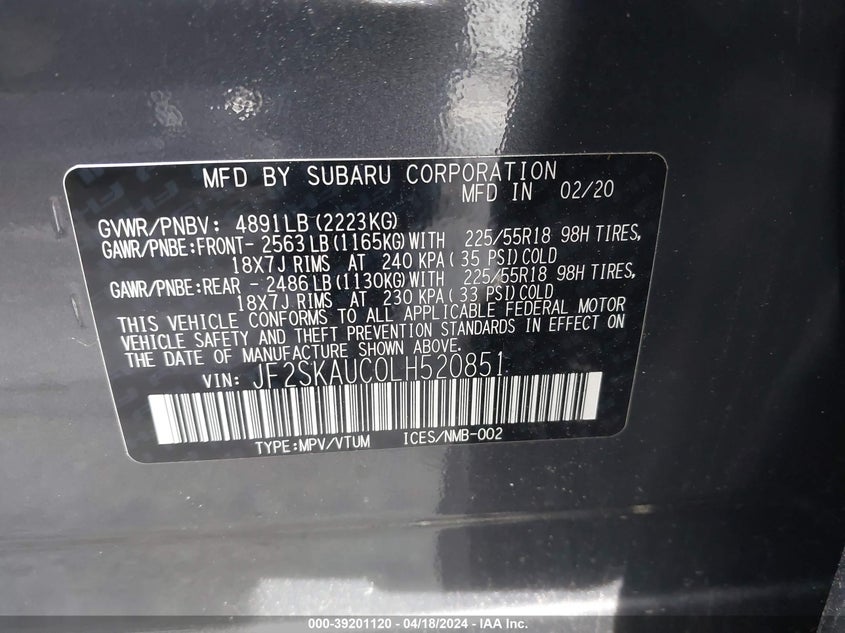 MFD BY SUBARU CORPORATION
MFD IN 02/20
GVWR/PNBV: 4891LB (2223KG)
GAWR/PNBE:FRONT- 2563 LB (1165KG) WITH 225/55R18 98H TIRES,
18X7J RIMS AT 240 KPA ( 35 PSI) COLD
GAWR/PNBE:REAR - 2486 LB (1130KG) WITH 225/55R18 98H TIRES,
18X7J RIMS AT 230 KPA ( 33 PSI) COLD
THIS VEHICLE CONFORMS TO ALL APPLICABLE FEDERAL MOTOR
VEHICLE SAFETY AND THEFT PREVENTION STANDARDS IN EFFECT ON
THE DATE OF MANUFACTURE SHOWN ABOVE.
VIN: JF2SKAUC0LH520851
TYPE:MPV/VTUM ICES/NMB-002
000-39201120 - 04/18/2024 - IAA Inc.